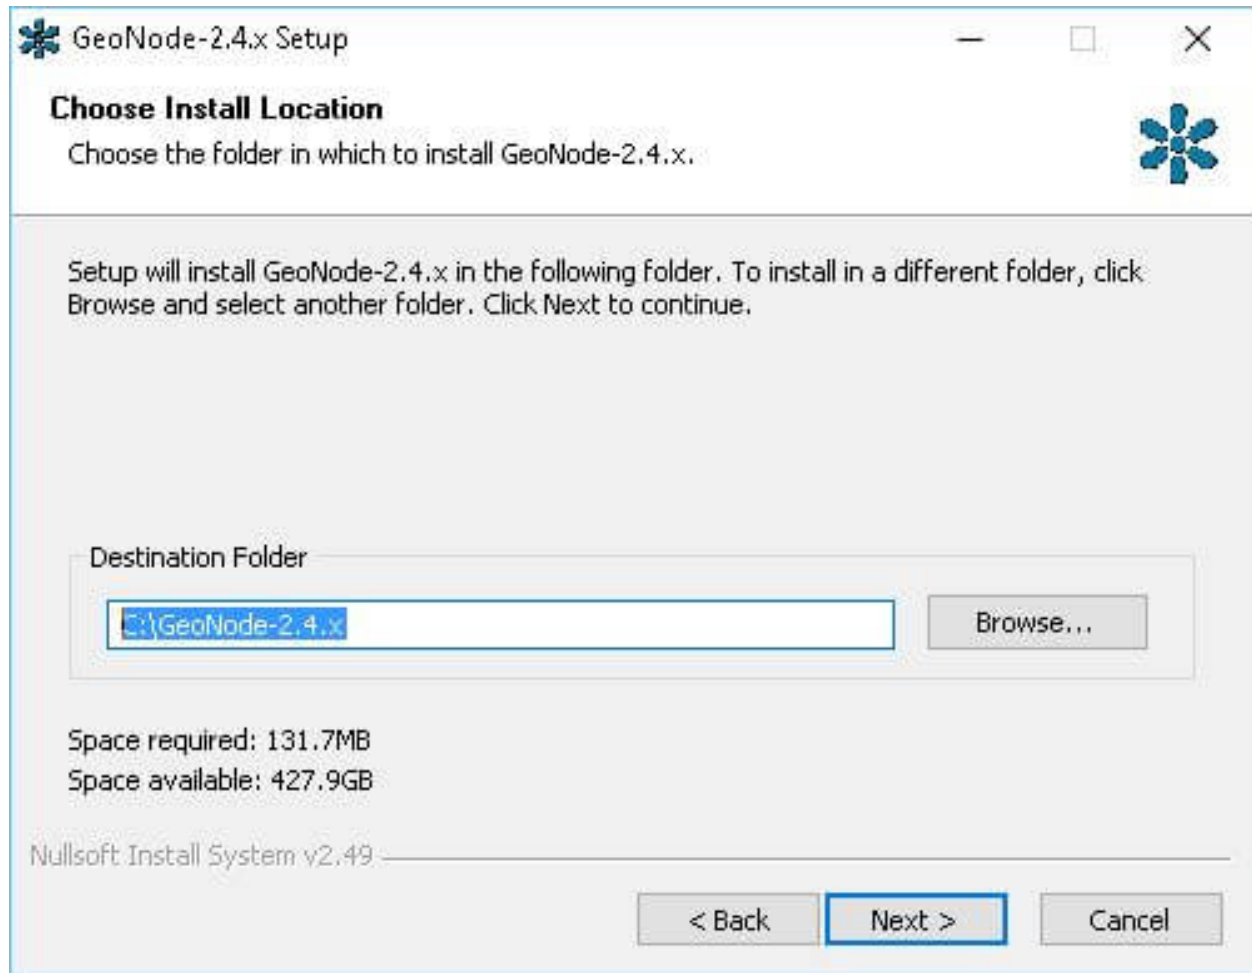 GeoNode-2.4.x Setup
Choose Install Location
Choose the folder in which to install GeoNode-2.4.x.
Setup will install GeoNode-2.4.x in the following folder. To install in a different folder, click
Browse and select another folder. Click Next to continue.
Destination Folder
C:\GeoNode-2.4.x
Browse...
Space required: 131.7MB
Space available: 427.9GB
Nullsoft Install System v2.49
< Back
Next >
Cancel